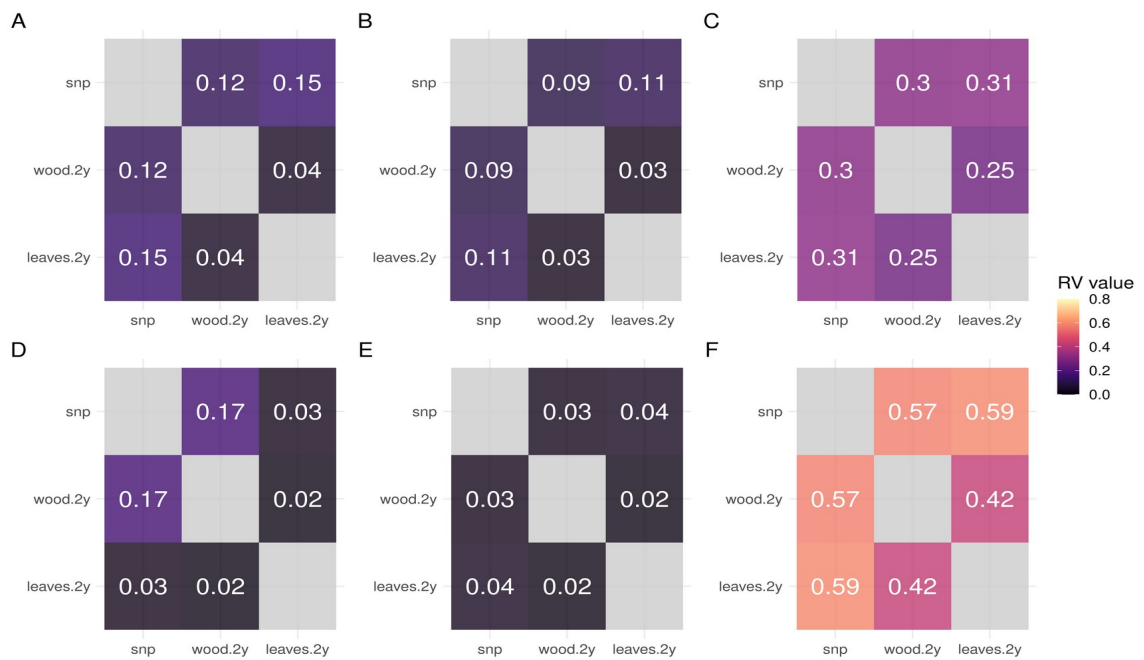 A B C
snp 0.12 0.15 0.09 0.11 0.3 0.31
wood.2y 0.12 0.04 0.09 0.03 0.3 0.25
leaves.2y 0.15 0.04 leaves.2y 0.11 0.03 leaves.2y 0.31 0.25
snp wood.2y leaves.2y snp wood.2y leaves.2y snp wood.2y leaves.2y
RV value
0.8
0.6
0.4
0.2
0.0
D E F
snp 0.17 0.03 snp 0.03 0.04 snp 0.57 0.59
wood.2y 0.17 0.02 wood.2y 0.03 0.02 wood.2y 0.57 0.42
leaves.2y 0.03 0.02 leaves.2y 0.04 0.02 leaves.2y 0.59 0.42
snp wood.2y leaves.2y snp wood.2y leaves.2y snp wood.2y leaves.2y